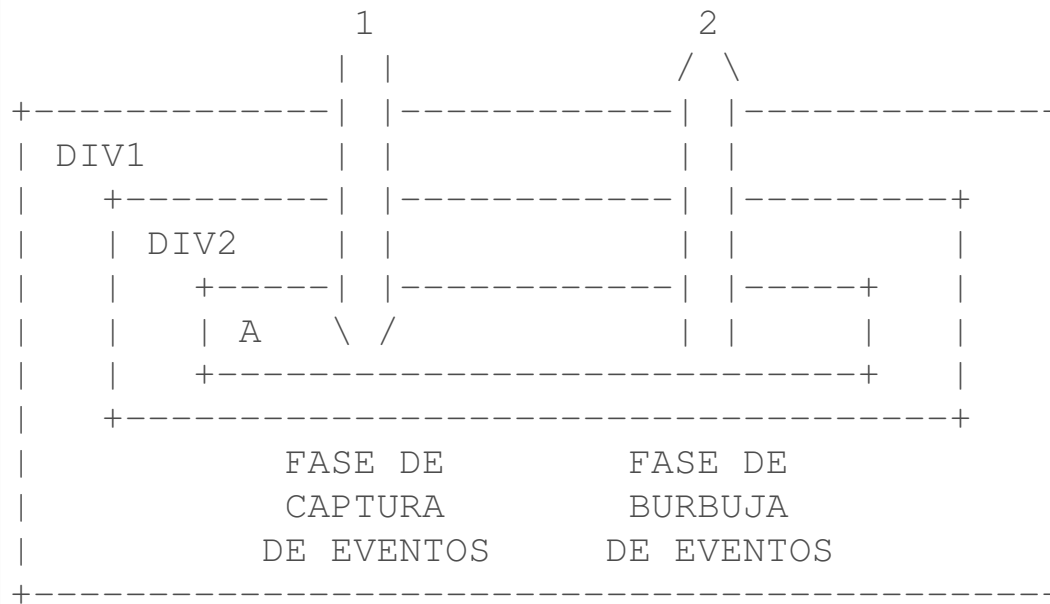 1 2
DIV1
DIV2
A
FASE DE FASE DE
CAPTURA BURBUJA
DE EVENTOS DE EVENTOS